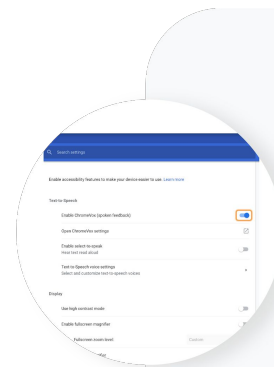 Search settings
Enable accessibility features to make your device easier to use. Learn more
Text to Speech
Enable ChromeVox (spoken feedback)
Open ChromeVox settings
Enable select-to-speak
Hear text read aloud
Text to Speech voice settings
Select and customize text-to-speech voices
Display
Use high contrast mode
Enable fullscreen magnifier
Fullscreen zoom level